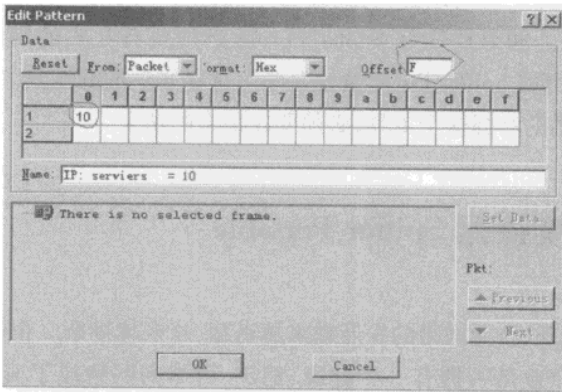 Edit Pattern
Data
Reset From: Packet Format: Hex Offset F
0 1 2 3 4 5 6 7 8 9 a b c d e f
1 10
2
Name: IP: serviers = 10
There is no selected frame.
Set Data
Pkt:
Previous
Next
OK Cancel